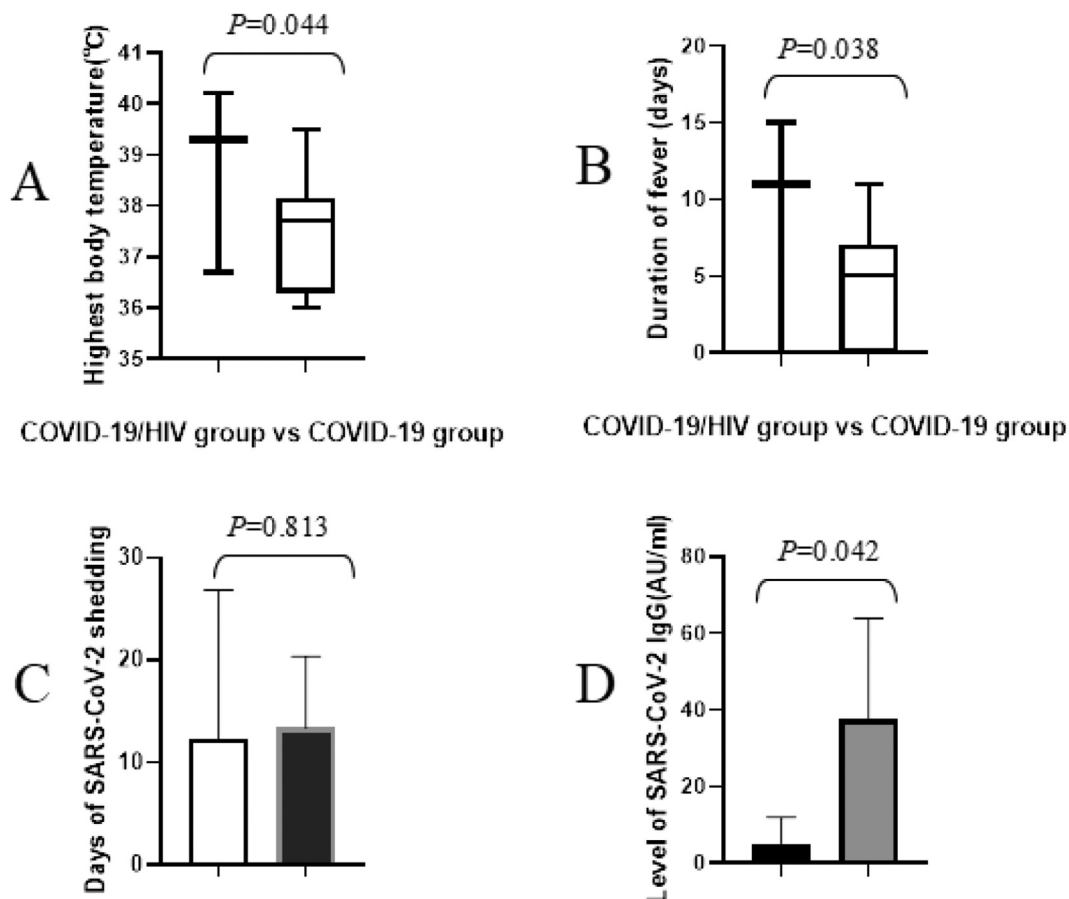 A
P=0.044
Highest body temperature(°C)
41
40
39
38
37
36
35
COVID-19/HIV group vs COVID-19 group
B
P=0.038
Duration of fever (days)
20
15
10
5
0
COVID-19/HIV group vs COVID-19 group
C
P=0.813
Days of SARS-CoV-2 shedding
30
20
10
0
D
P=0.042
Level of SARS-CoV-2 IgG(AU/ml)
80
60
40
20
0